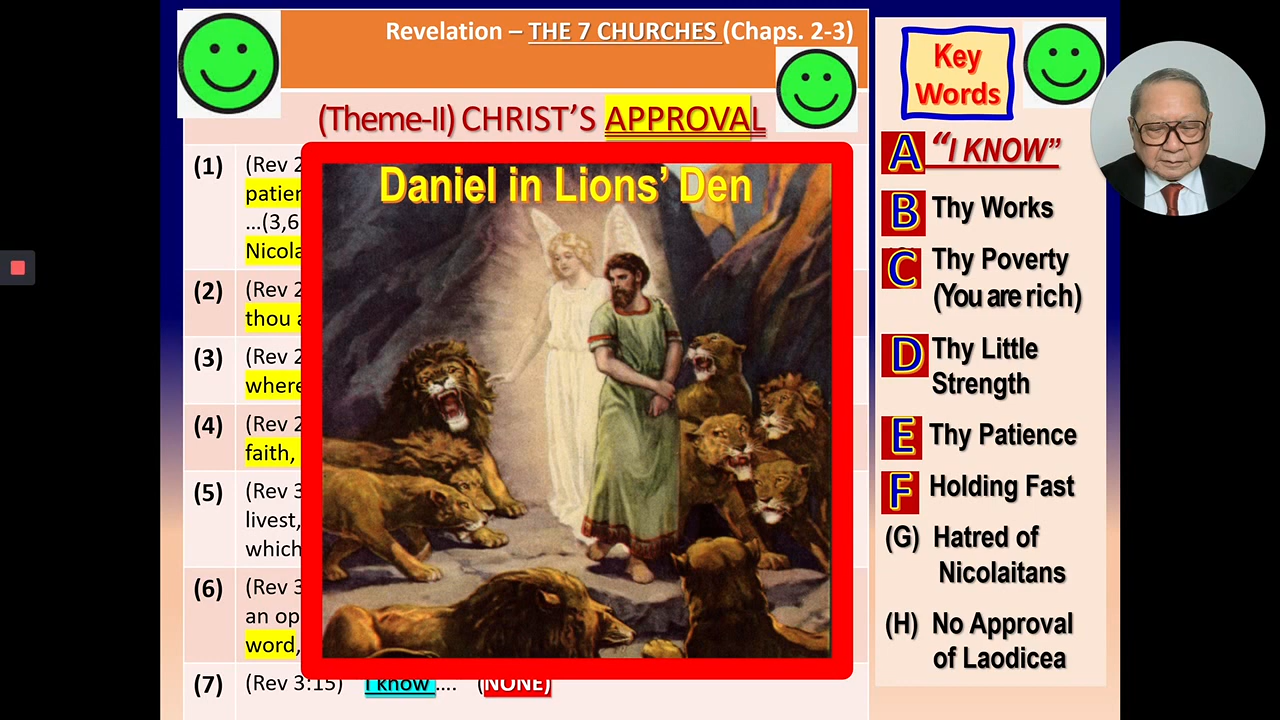 Revelation – THE 7 CHURCHES (Chaps. 2-3)
(Theme-II) CHRIST’S APPROVAL
(1) (Rev 2
…(3,6
(2) (Rev 2
thou
(3) (Rev 2
where
(4) (Rev 2
faith,
(5) (Rev 3
livest,
which
(6) (Rev 3
an
word,
(7) (Rev 3:15) I know …. (NONE)
Daniel in Lions’ Den
Key
Words
A “I KNOW”
B Thy Works
C Thy Poverty
(You are rich)
D Thy Little
Strength
E Thy Patience
F Holding Fast
(G) Hatred of
Nicolaitans
(H) No Approval
of Laodicea